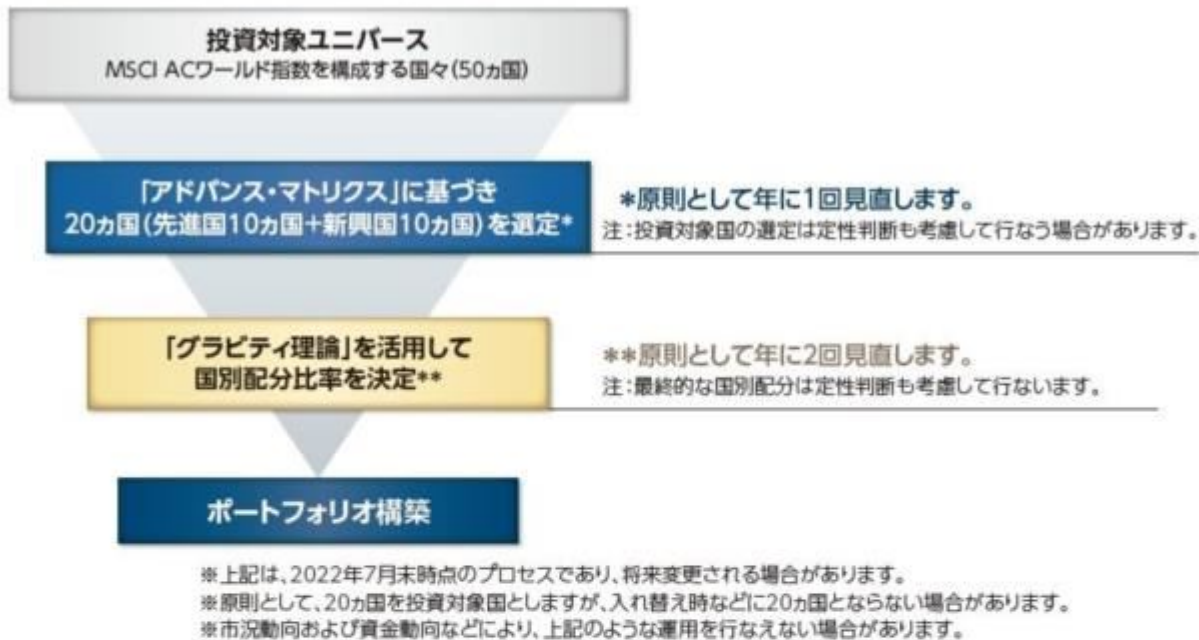 投資対象ユニバース
MSCI ACワールド指数を構成する国々(50ヵ国)
「アドバンス・マトリクス」に基づき
20ヵ国(先進国10ヵ国+新興国10ヵ国)を選定*
*原則として年に1回見直します。
注:投資対象国の選定は定性判断も考慮して行なう場合があります。
「グラビティ理論」を活用して
国別配分比率を決定**
**原則として年に2回見直します。
注:最終的な国別配分は定性判断も考慮して行ないます。
ポートフォリオ構築
※上記は、2022年7月末時点のプロセスであり、将来変更される場合があります。
※原則として、20ヵ国を投資対象国としますが、入れ替え時などに20ヵ国とならない場合があります。
※市況動向および資金動向などにより、上記のような運用を行なえない場合があります。